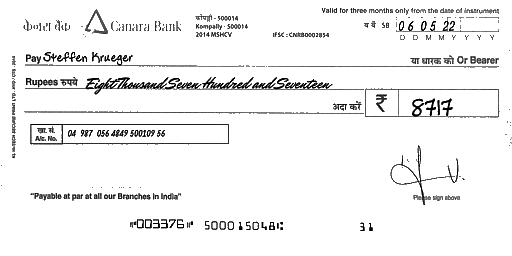 Valid for three months only from the date of instrument
केनरा बैंक Canara Bank
कोंपल्ली - 500014
Kompally - 500014
2014 MSHCV
IFSC : CNRB0002854
SB 06 05 22
D D M M Y Y Y Y
Pay Steffen Krueger या धारक को Or Bearer
Rupees रुपये Eight Thousand Seven Hundred and Seventeen
अदा करें ₹ 8717
खा. सं.
A/c. No. 04 987 056 4849 500109 56
Please sign above
"Payable at par at all our Branches in India"
⑈003376⑈ 500015048⑆ 31